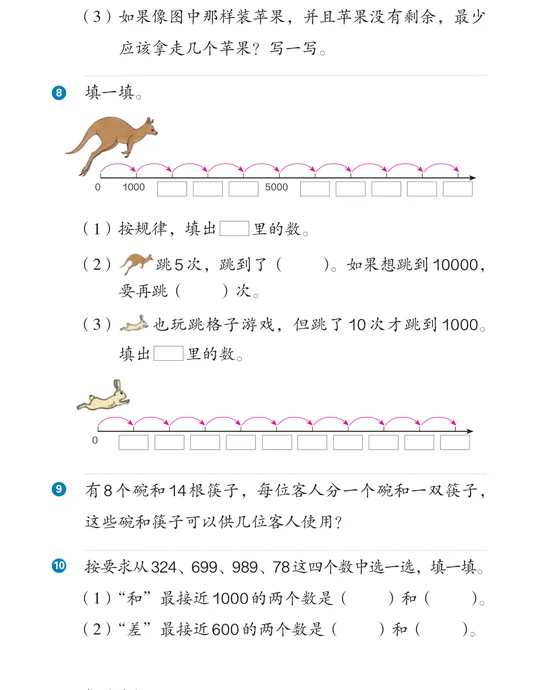 （3）如果像图中那样装苹果，并且苹果没有剩余，最少
应该拿走几个苹果？写一写。
8 填一填。
0 1000 5000
（1）按规律，填出 里的数。
（2） 跳5次，跳到了（ ）。如果想跳到10000，
要再跳（ ）次。
（3） 也玩跳格子游戏，但跳了10次才跳到1000。
填出 里的数。
0
9 有8个碗和14根筷子，每位客人分一个碗和一双筷子，
这些碗和筷子可以供几位客人使用？
10 按要求从324、699、989、78这四个数中选一选，填一填。
（1）“和”最接近1000的两个数是（ ）和（ ）。
（2）“差”最接近600的两个数是（ ）和（ ）。